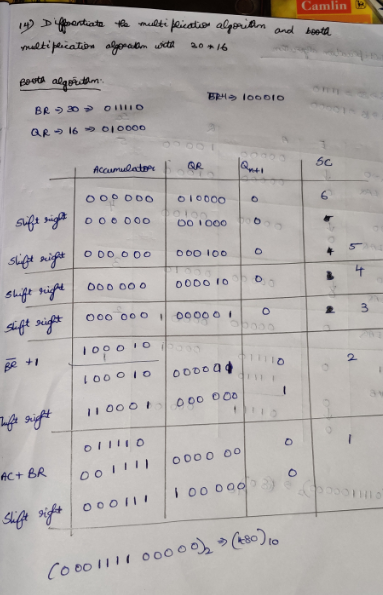 Camlin
14) Differentiate the multiplication algorithm and booth
multiplication algorithm with 30 * 16
Booth algorithm:
BR → 30 ⇒ 011110
BR+1 ⇒ 100010
QR → 16 ⇒ 010000
Accumulator QR Qn+1 SC
000000 010000 0 6
Shift right 000000 001000 0
Shift right 000000 000100 0 5
Shift right 000000 000010 0 4
Shift right 000000 000001 0 3
BR +1 100010
100010 000001 0 2
Shift right 110001 000000 1
011110 0 1
AC + BR 001111 000000
Shift right 000111 100000 0
(0001111 00000)2 ⇒ (480)10